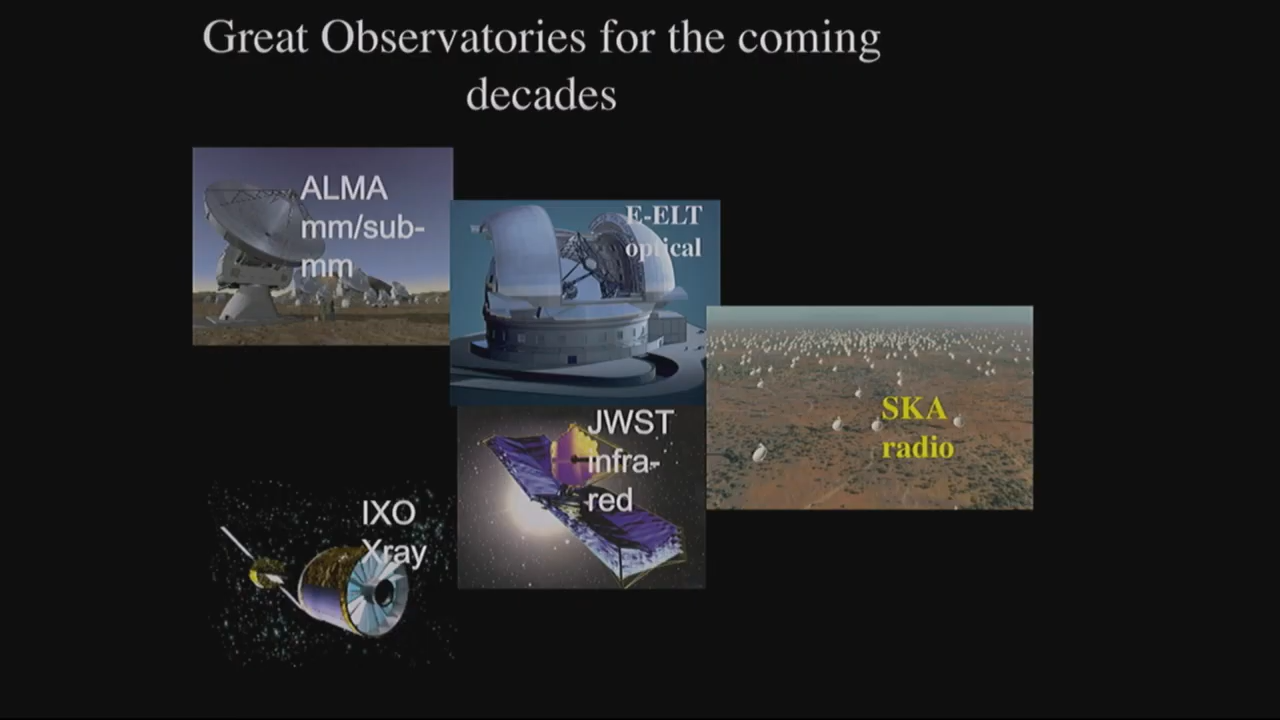 Great Observatories for the coming
decades
ALMA
mm/sub-
mm
E-ELT
optical
SKA
radio
JWST
infra-
red
IXO
Xray